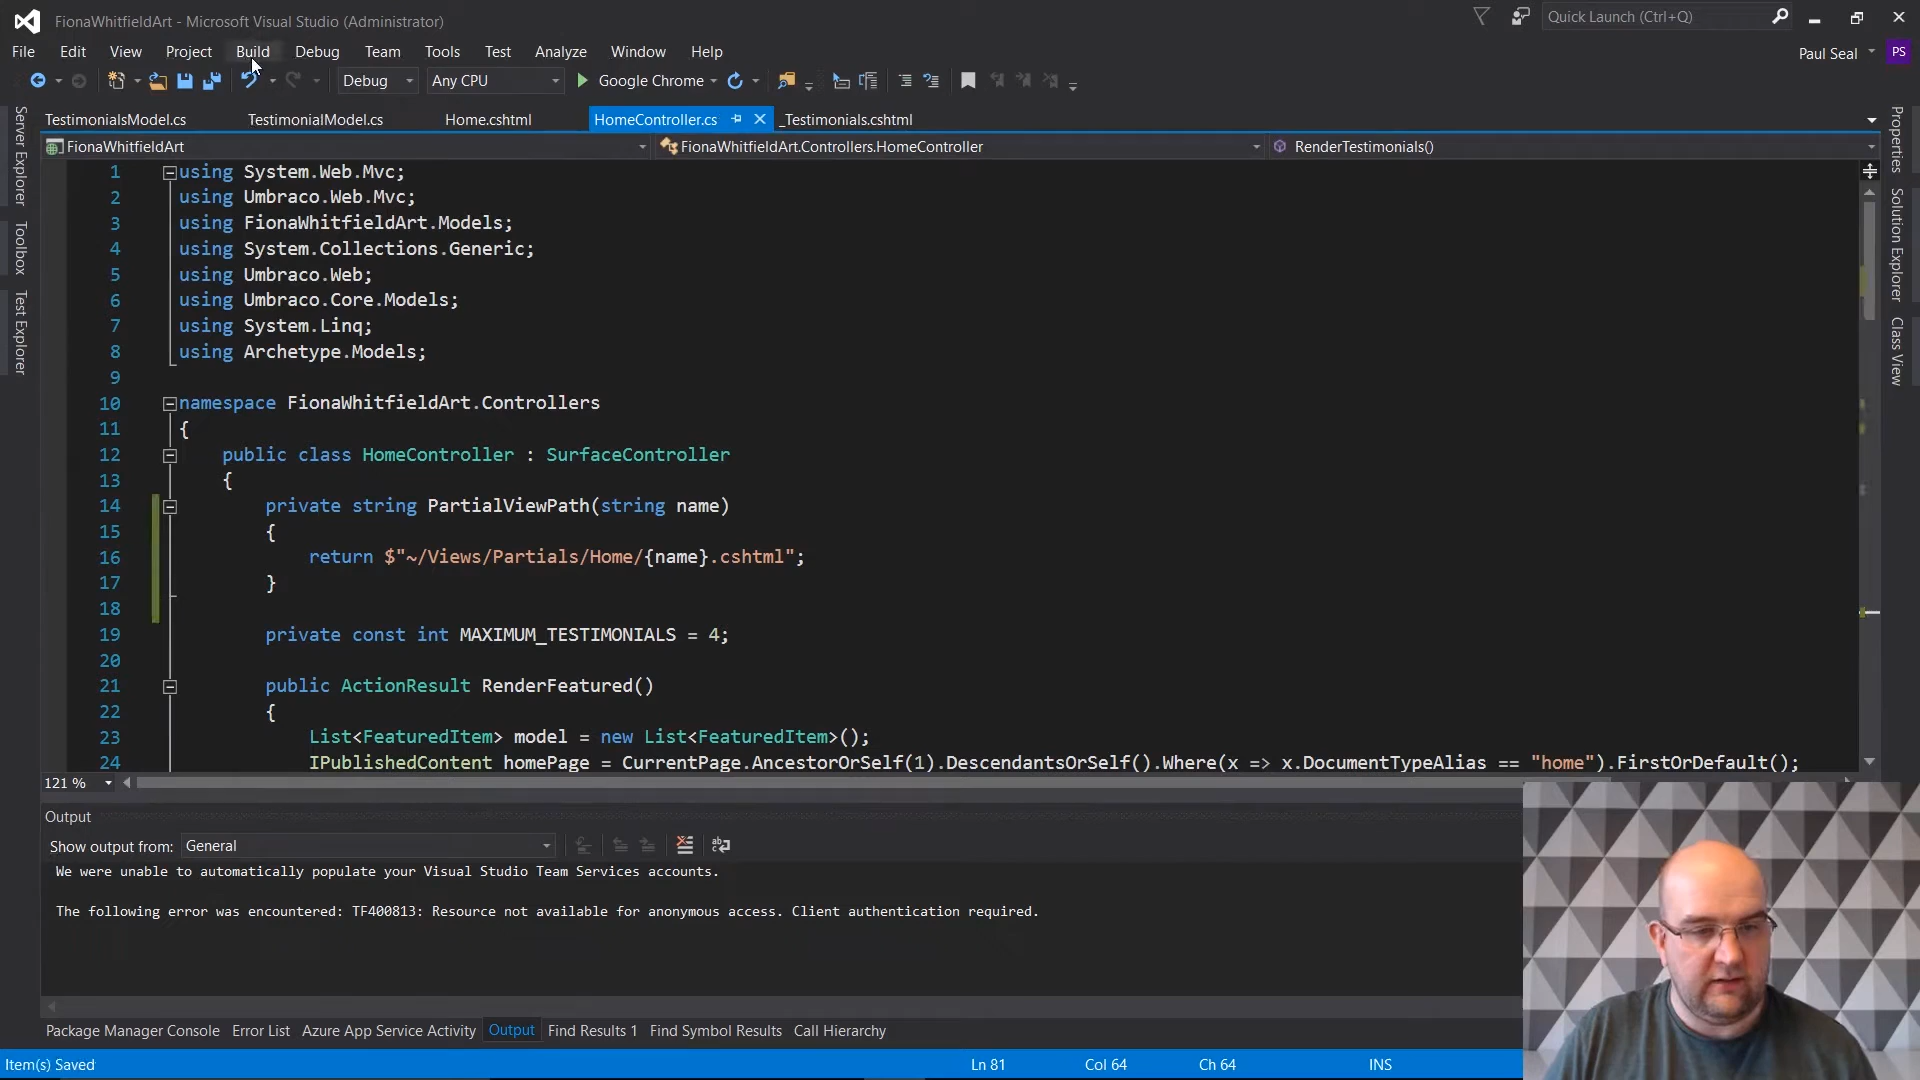 FionaWhitfieldArt - Microsoft Visual Studio (Administrator)
Quick Launch (Ctrl+Q)
File Edit View Project Build Debug Team Tools Test Analyze Window Help
Paul Seal PS
Debug Any CPU Google Chrome
TestimonialsModel.cs TestimonialModel.cs Home.cshtml HomeController.cs _Testimonials.cshtml
FionaWhitfieldArt FionaWhitfieldArt.Controllers.HomeController RenderTestimonials()
Server Explorer
Toolbox
Test Explorer
Properties
Solution Explorer
Class View
1 using System.Web.Mvc;
2 using Umbraco.Web.Mvc;
3 using FionaWhitfieldArt.Models;
4 using System.Collections.Generic;
5 using Umbraco.Web;
6 using Umbraco.Core.Models;
7 using System.Linq;
8 using Archetype.Models;
9
10 namespace FionaWhitfieldArt.Controllers
11 {
12 public class HomeController : SurfaceController
13 {
14 private string PartialViewPath(string name)
15 {
16 return $"~/Views/Partials/Home/{name}.cshtml";
17 }
18
19 private const int MAXIMUM_TESTIMONIALS = 4;
20
21 public ActionResult RenderFeatured()
22 {
23 List<FeaturedItem> model = new List<FeaturedItem>();
24 IPublishedContent homePage = CurrentPage.AncestorOrSelf(1).DescendantsOrSelf().Where(x => x.DocumentTypeAlias == "home").FirstOrDefault();
121 %
Output
Show output from: General
We were unable to automatically populate your Visual Studio Team Services accounts.
The following error was encountered: TF400813: Resource not available for anonymous access. Client authentication required.
Package Manager Console Error List Azure App Service Activity Output Find Results 1 Find Symbol Results Call Hierarchy
Item(s) Saved Ln 81 Col 64 Ch 64 INS